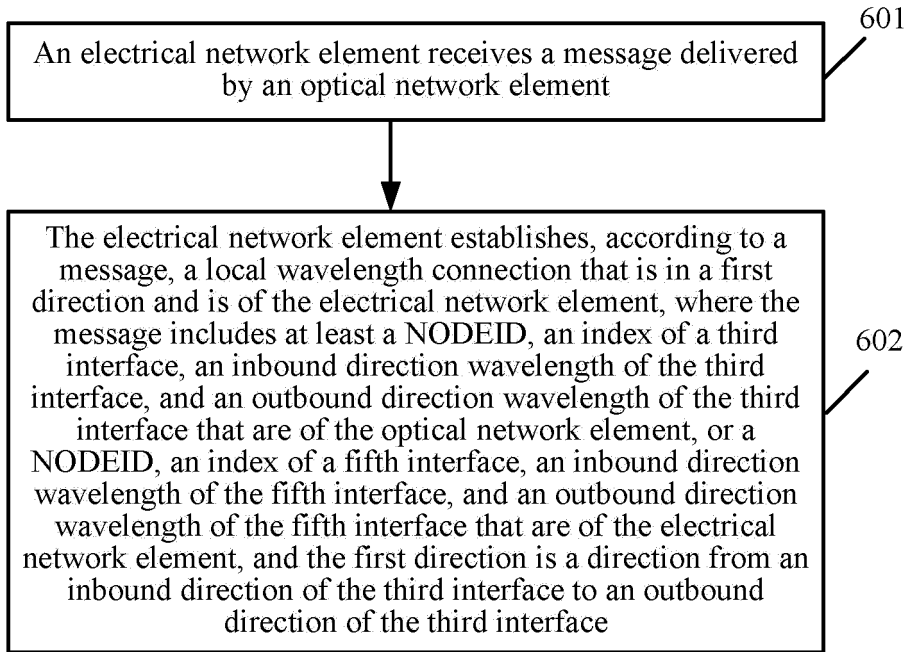 601
An electrical network element receives a message delivered
by an optical network element
The electrical network element establishes, according to a
message, a local wavelength connection that is in a first
direction and is of the electrical network element, where the
message includes at least a NODEID, an index of a third
interface, an inbound direction wavelength of the third
interface, and an outbound direction wavelength of the third
interface that are of the optical network element, or a
NODEID, an index of a fifth interface, an inbound direction
wavelength of the fifth interface, and an outbound direction
wavelength of the fifth interface that are of the electrical
network element, and the first direction is a direction from an
inbound direction of the third interface to an outbound
direction of the third interface
602